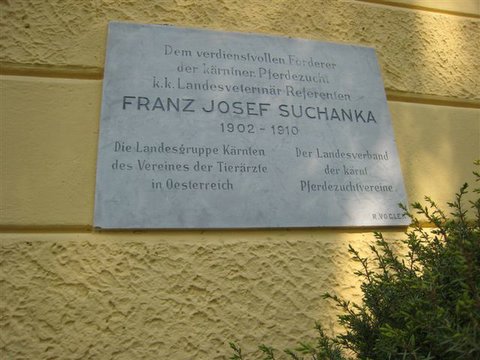 Dem verdienstvollen Förderer
der kärntner Pferdezucht
k.k. Landesveterinär-Referenten
FRANZ JOSEF SUCHANKA
1902 - 1910
Die Landesgruppe Kärnten
des Vereines der Tierärzte
in Oesterreich
Der Landesverband
der kärnt
Pferdezuchtvereine
R. VOGLER